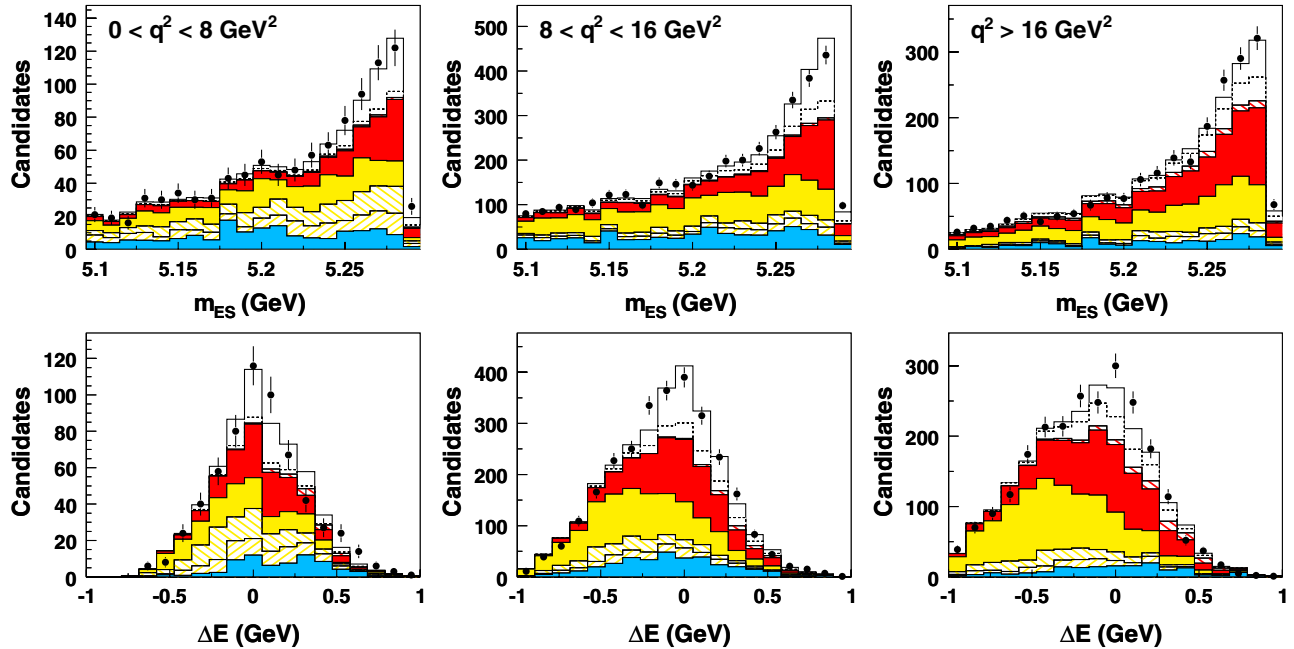 0 < q² < 8 GeV²
Candidates
140
120
100
80
60
40
20
0
5.1 5.15 5.2 5.25
m_ES (GeV)
8 < q² < 16 GeV²
Candidates
500
400
300
200
100
0
5.1 5.15 5.2 5.25
m_ES (GeV)
q² > 16 GeV²
Candidates
300
200
100
0
5.1 5.15 5.2 5.25
m_ES (GeV)
Candidates
120
100
80
60
40
20
0
-1 -0.5 0 0.5 1
ΔE (GeV)
Candidates
400
300
200
100
0
-1 -0.5 0 0.5 1
ΔE (GeV)
Candidates
300
200
100
0
-1 -0.5 0 0.5 1
ΔE (GeV)